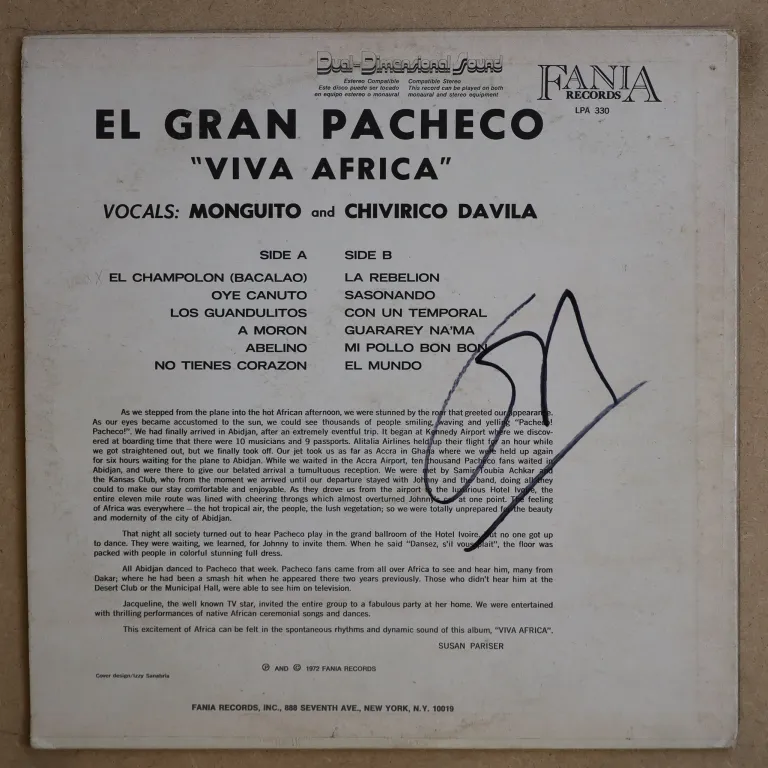 Dual-Dimensional Sound
Estereo Compatible
Este disco puede ser tocado
en equipo estereo o monaural
Compatible Stereo
This record can be played on both
monaural and stereo equipment
FANIA
RECORDS
LPA 330
EL GRAN PACHECO
"VIVA AFRICA"
VOCALS: MONGUITO and CHIVIRICO DAVILA
SIDE A
EL CHAMPOLON (BACALAO)
OYE CANUTO
LOS GUANDULITOS
A MORON
ABELINO
NO TIENES CORAZON
SIDE B
LA REBELION
SASONANDO
CON UN TEMPORAL
GUARAREY NA'MA
MI POLLO BON BON
EL MUNDO
As we stepped from the plane into the hot African afternoon, we were stunned by the roar that greeted our appearance.
As our eyes became accustomed to the sun, we could see thousands of people smiling, waving and yelling "Pacheco!
Pacheco!". We had finally arrived in Abidjan, after an extremely eventful trip. It began at Kennedy Airport where we discov-
ered at boarding time that there were 10 musicians and 9 passports. Alitalia Airlines held up their flight for an hour while
we got straightened out, but we finally took off. Our jet took us as far as Accra in Ghana where we were held up again
for six hours waiting for the plane to Abidjan. While we waited in the Accra Airport, ten thousand Pacheco fans waited in
Abidjan, and were there to give our belated arrival a tumultuous reception. We were met by Samir Toubia Achkar and
the Kansas Club, who from the moment we arrived until our departure stayed with Johnny and the band, doing all they
could to make our stay comfortable and enjoyable. As they drove us from the airport to the luxurious Hotel Ivoire, the
entire eleven mile route was lined with cheering throngs which almost overturned Johnny's car at one point. The feeling
of Africa was everywhere — the hot tropical air, the people, the lush vegetation; so we were totally unprepared for the beauty
and modernity of the city of Abidjan.
That night all society turned out to hear Pacheco play in the grand ballroom of the Hotel Ivoire. But no one got up
to dance. They were waiting, we learned, for Johnny to invite them. When he said "Dansez, s'il vous plait", the floor was
packed with people in colorful stunning full dress.
All Abidjan danced to Pacheco that week. Pacheco fans came from all over Africa to see and hear him, many from
Dakar; where he had been a smash hit when he appeared there two years previously. Those who didn't hear him at the
Desert Club or the Municipal Hall, were able to see him on television.
Jacqueline, the well known TV star, invited the entire group to a fabulous party at her home. We were entertained
with thrilling performances of native African ceremonial songs and dances.
This excitement of Africa can be felt in the spontaneous rhythms and dynamic sound of this album, "VIVA AFRICA".
SUSAN PARISER
℗ AND © 1972 FANIA RECORDS
Cover design/Izzy Sanabria
FANIA RECORDS, INC., 888 SEVENTH AVE., NEW YORK, N.Y. 10019